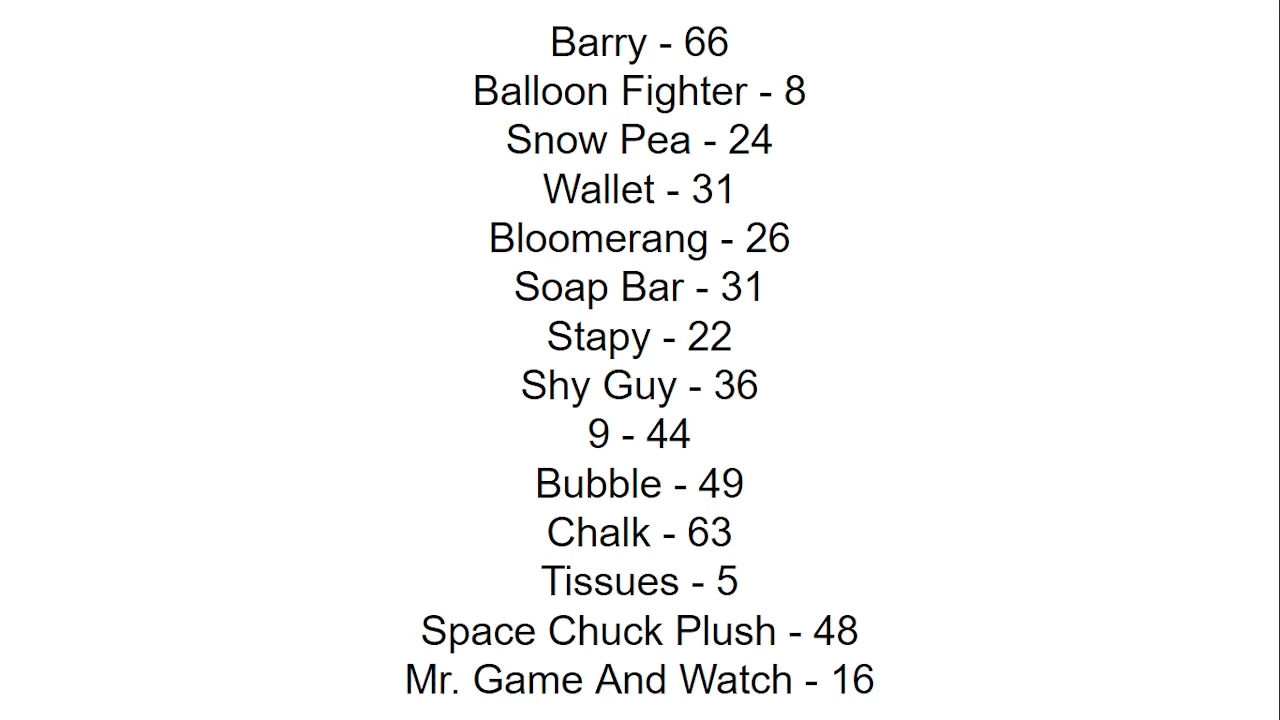 Barry - 66
Balloon Fighter - 8
Snow Pea - 24
Wallet - 31
Bloomerang - 26
Soap Bar - 31
Stapy - 22
Shy Guy - 36
9 - 44
Bubble - 49
Chalk - 63
Tissues - 5
Space Chuck Plush - 48
Mr. Game And Watch - 16